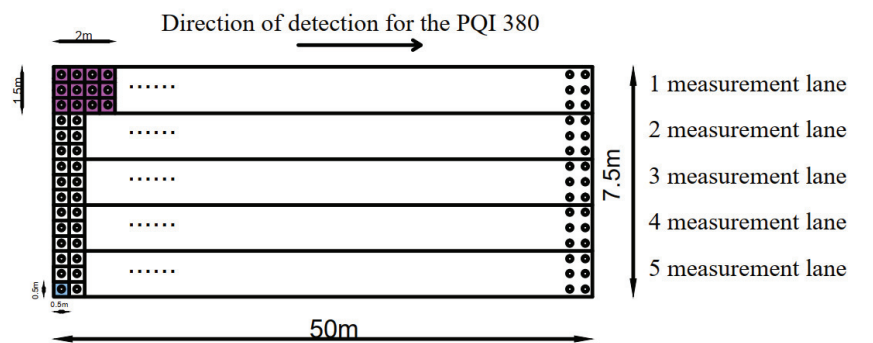 Direction of detection for the PQI 380
2m
1.5m
......
1 measurement lane
......
2 measurement lane
......
3 measurement lane
7.5m
......
4 measurement lane
......
5 measurement lane
0.5m
0.5m
50m